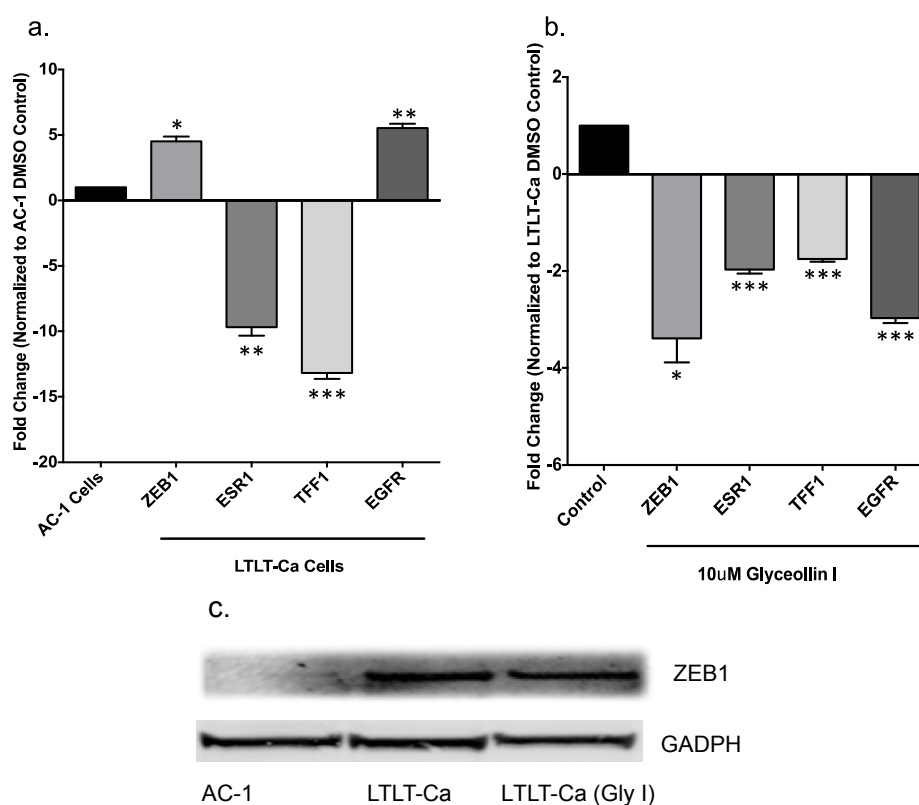 a.
Fold Change (Normalized to AC-1 DMSO Control)
10
5
0
-5
-10
-15
-20
*
**
***
**
AC-1 Cells
ZEB1
ESR1
TFF1
EGFR
LTLT-Ca Cells
b.
Fold Change (Normalized to LTLT-Ca DMSO Control)
2
0
-2
-4
-6
*
***
***
***
Control
ZEB1
ESR1
TFF1
EGFR
10uM Glyceollin I
c.
ZEB1
GADPH
AC-1 LTLT-Ca LTLT-Ca (Gly I)